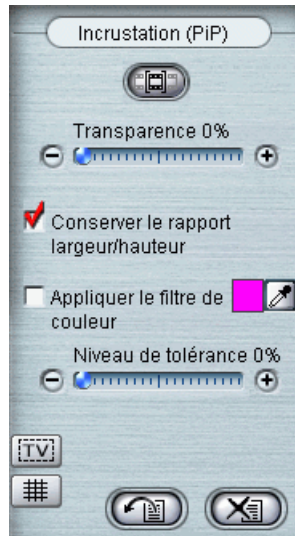 Incrustation (PiP)
Transparence 0%
Conserver le rapport
largeur/hauteur
Appliquer le filtre de
couleur
Niveau de tolérance 0%
TV